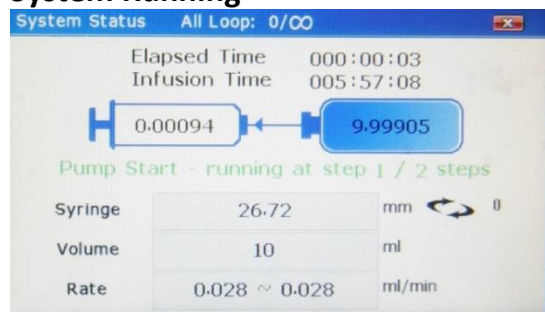 System Status All Loop: 0/∞
Elapsed Time 000:00:03
Infusion Time 005:57:08
0.00094 9.99905
Pump Start - running at step 1 / 2 steps
Syringe 26.72 mm 0
Volume 10 ml
Rate 0.028 ~ 0.028 ml/min